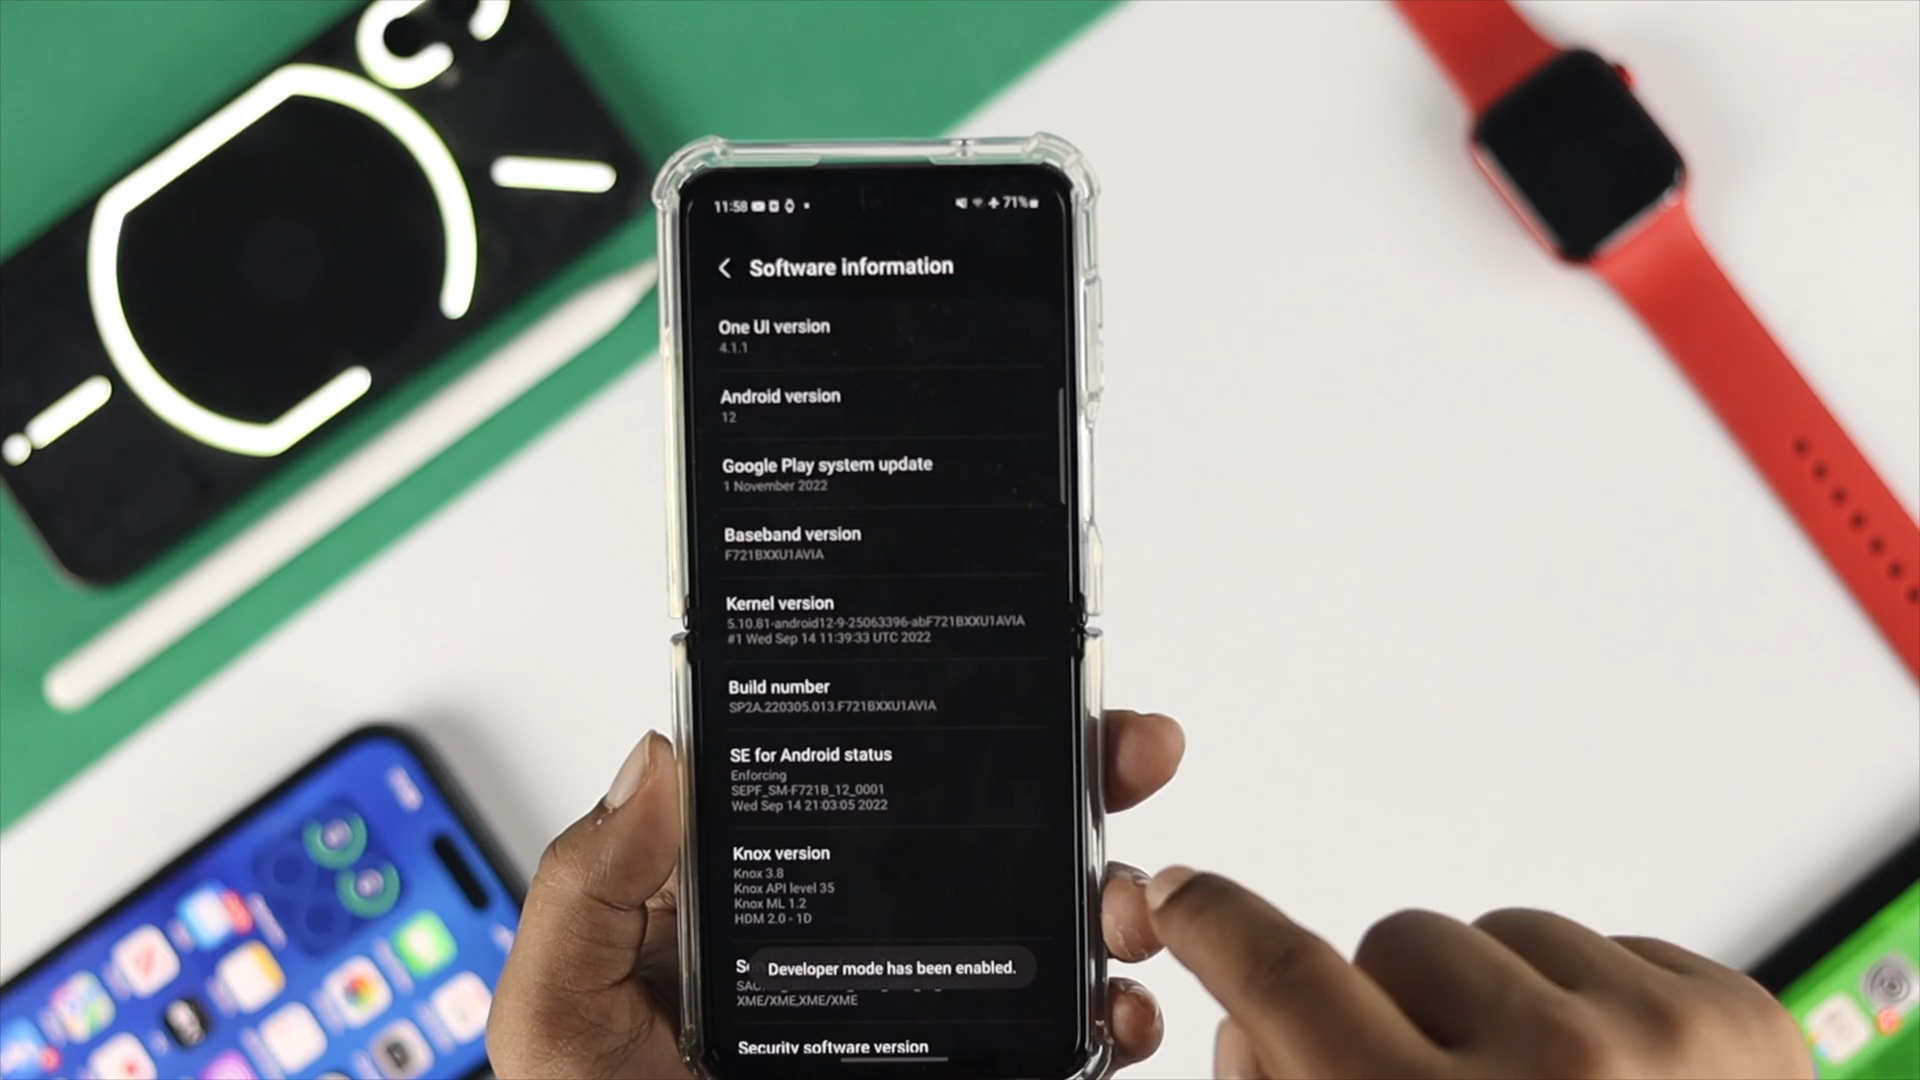 11:58
71%
Software information
One UI version
4.1.1
Android version
12
Google Play system update
1 November 2022
Baseband version
F721BXXU1AVIA
Kernel version
5.10.81-android12-9-25063396-abF721BXXU1AVIA
#1 Wed Sep 14 11:39:33 UTC 2022
Build number
SP2A.220305.013.F721BXXU1AVIA
SE for Android status
Enforcing
SEPF_SM-F721B_12_0001
Wed Sep 14 21:03:05 2022
Knox version
Knox 3.8
Knox API level 35
Knox ML 1.2
HDM 2.0 - 1D
Developer mode has been enabled.
XME/XME,XME/XME
Security software version